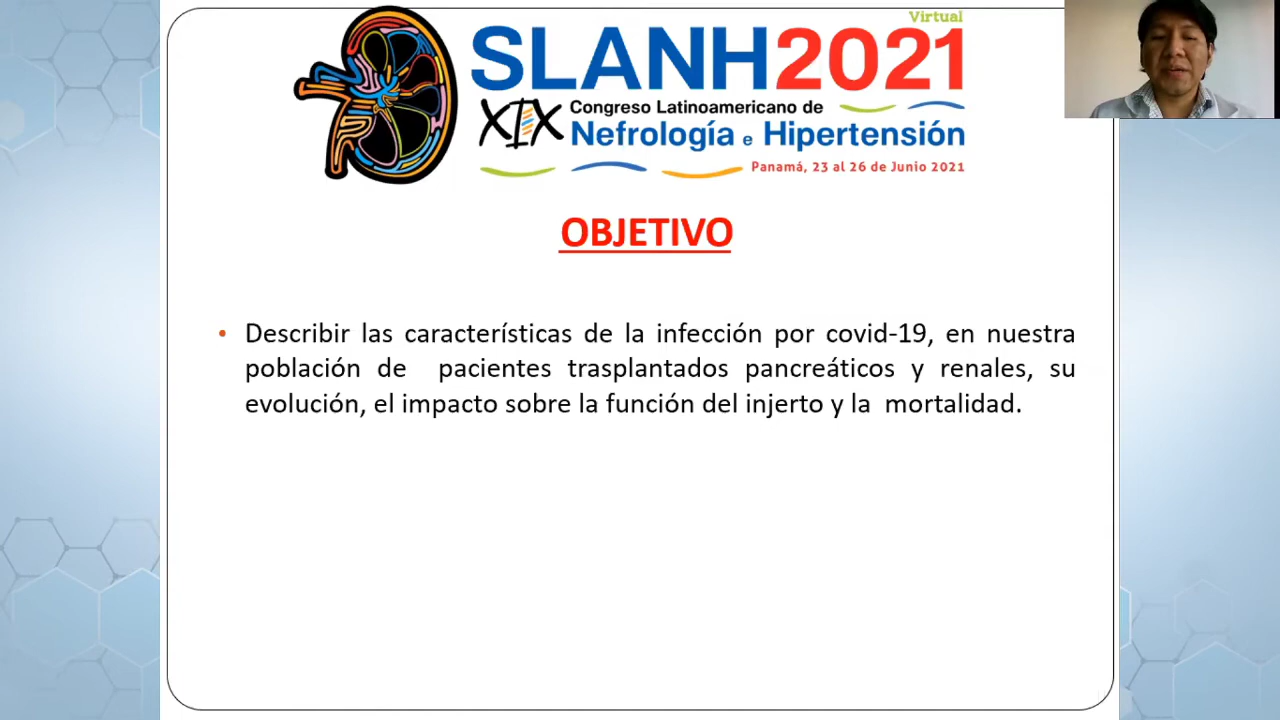 Virtual
SLANH2021
XIX Congreso Latinoamericano de
Nefrología e Hipertensión
Panamá, 23 al 26 de Junio 2021
OBJETIVO
• Describir las características de la infección por covid-19, en nuestra
población de pacientes trasplantados pancreáticos y renales, su
evolución, el impacto sobre la función del injerto y la mortalidad.